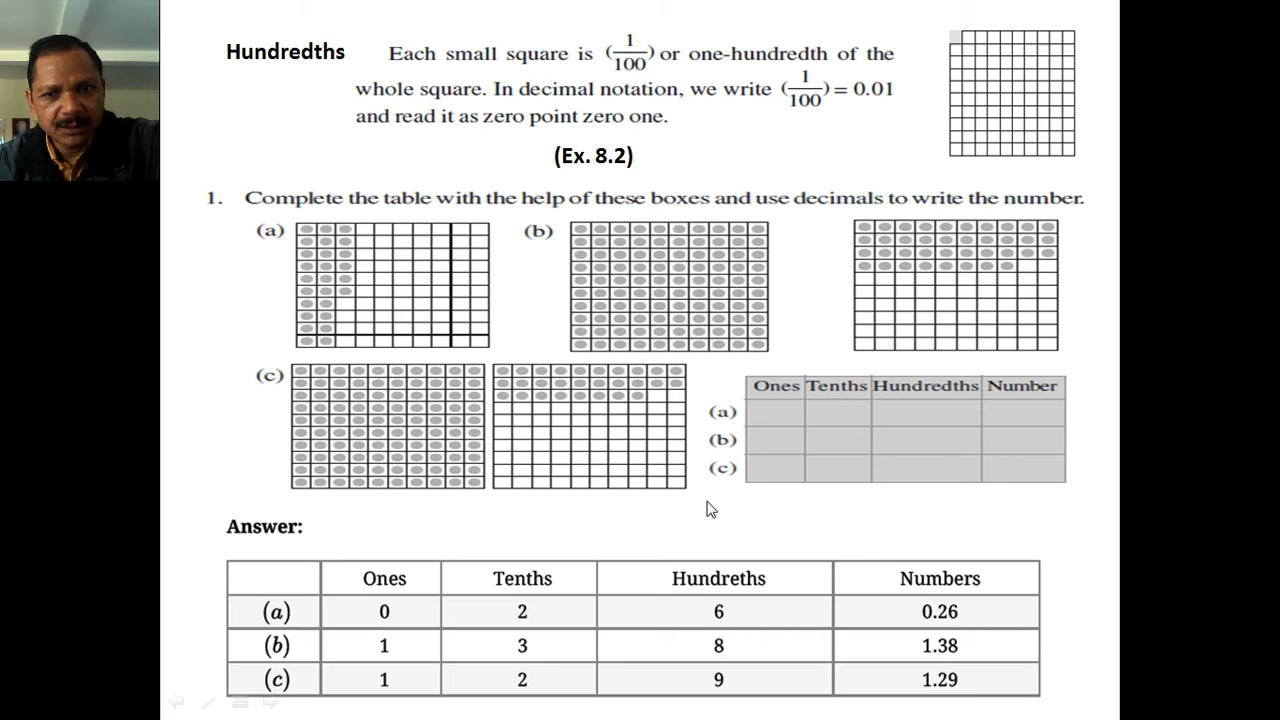 Hundredths Each small square is (1/100) or one-hundredth of the
whole square. In decimal notation, we write (1/100) = 0.01
and read it as zero point zero one.
(Ex. 8.2)
1. Complete the table with the help of these boxes and use decimals to write the number.
(a) (b)
(c)
Ones Tenths Hundredths Number
(a)
(b)
(c)
Answer:
Ones Tenths Hundreths Numbers
(a) 0 2 6 0.26
(b) 1 3 8 1.38
(c) 1 2 9 1.29